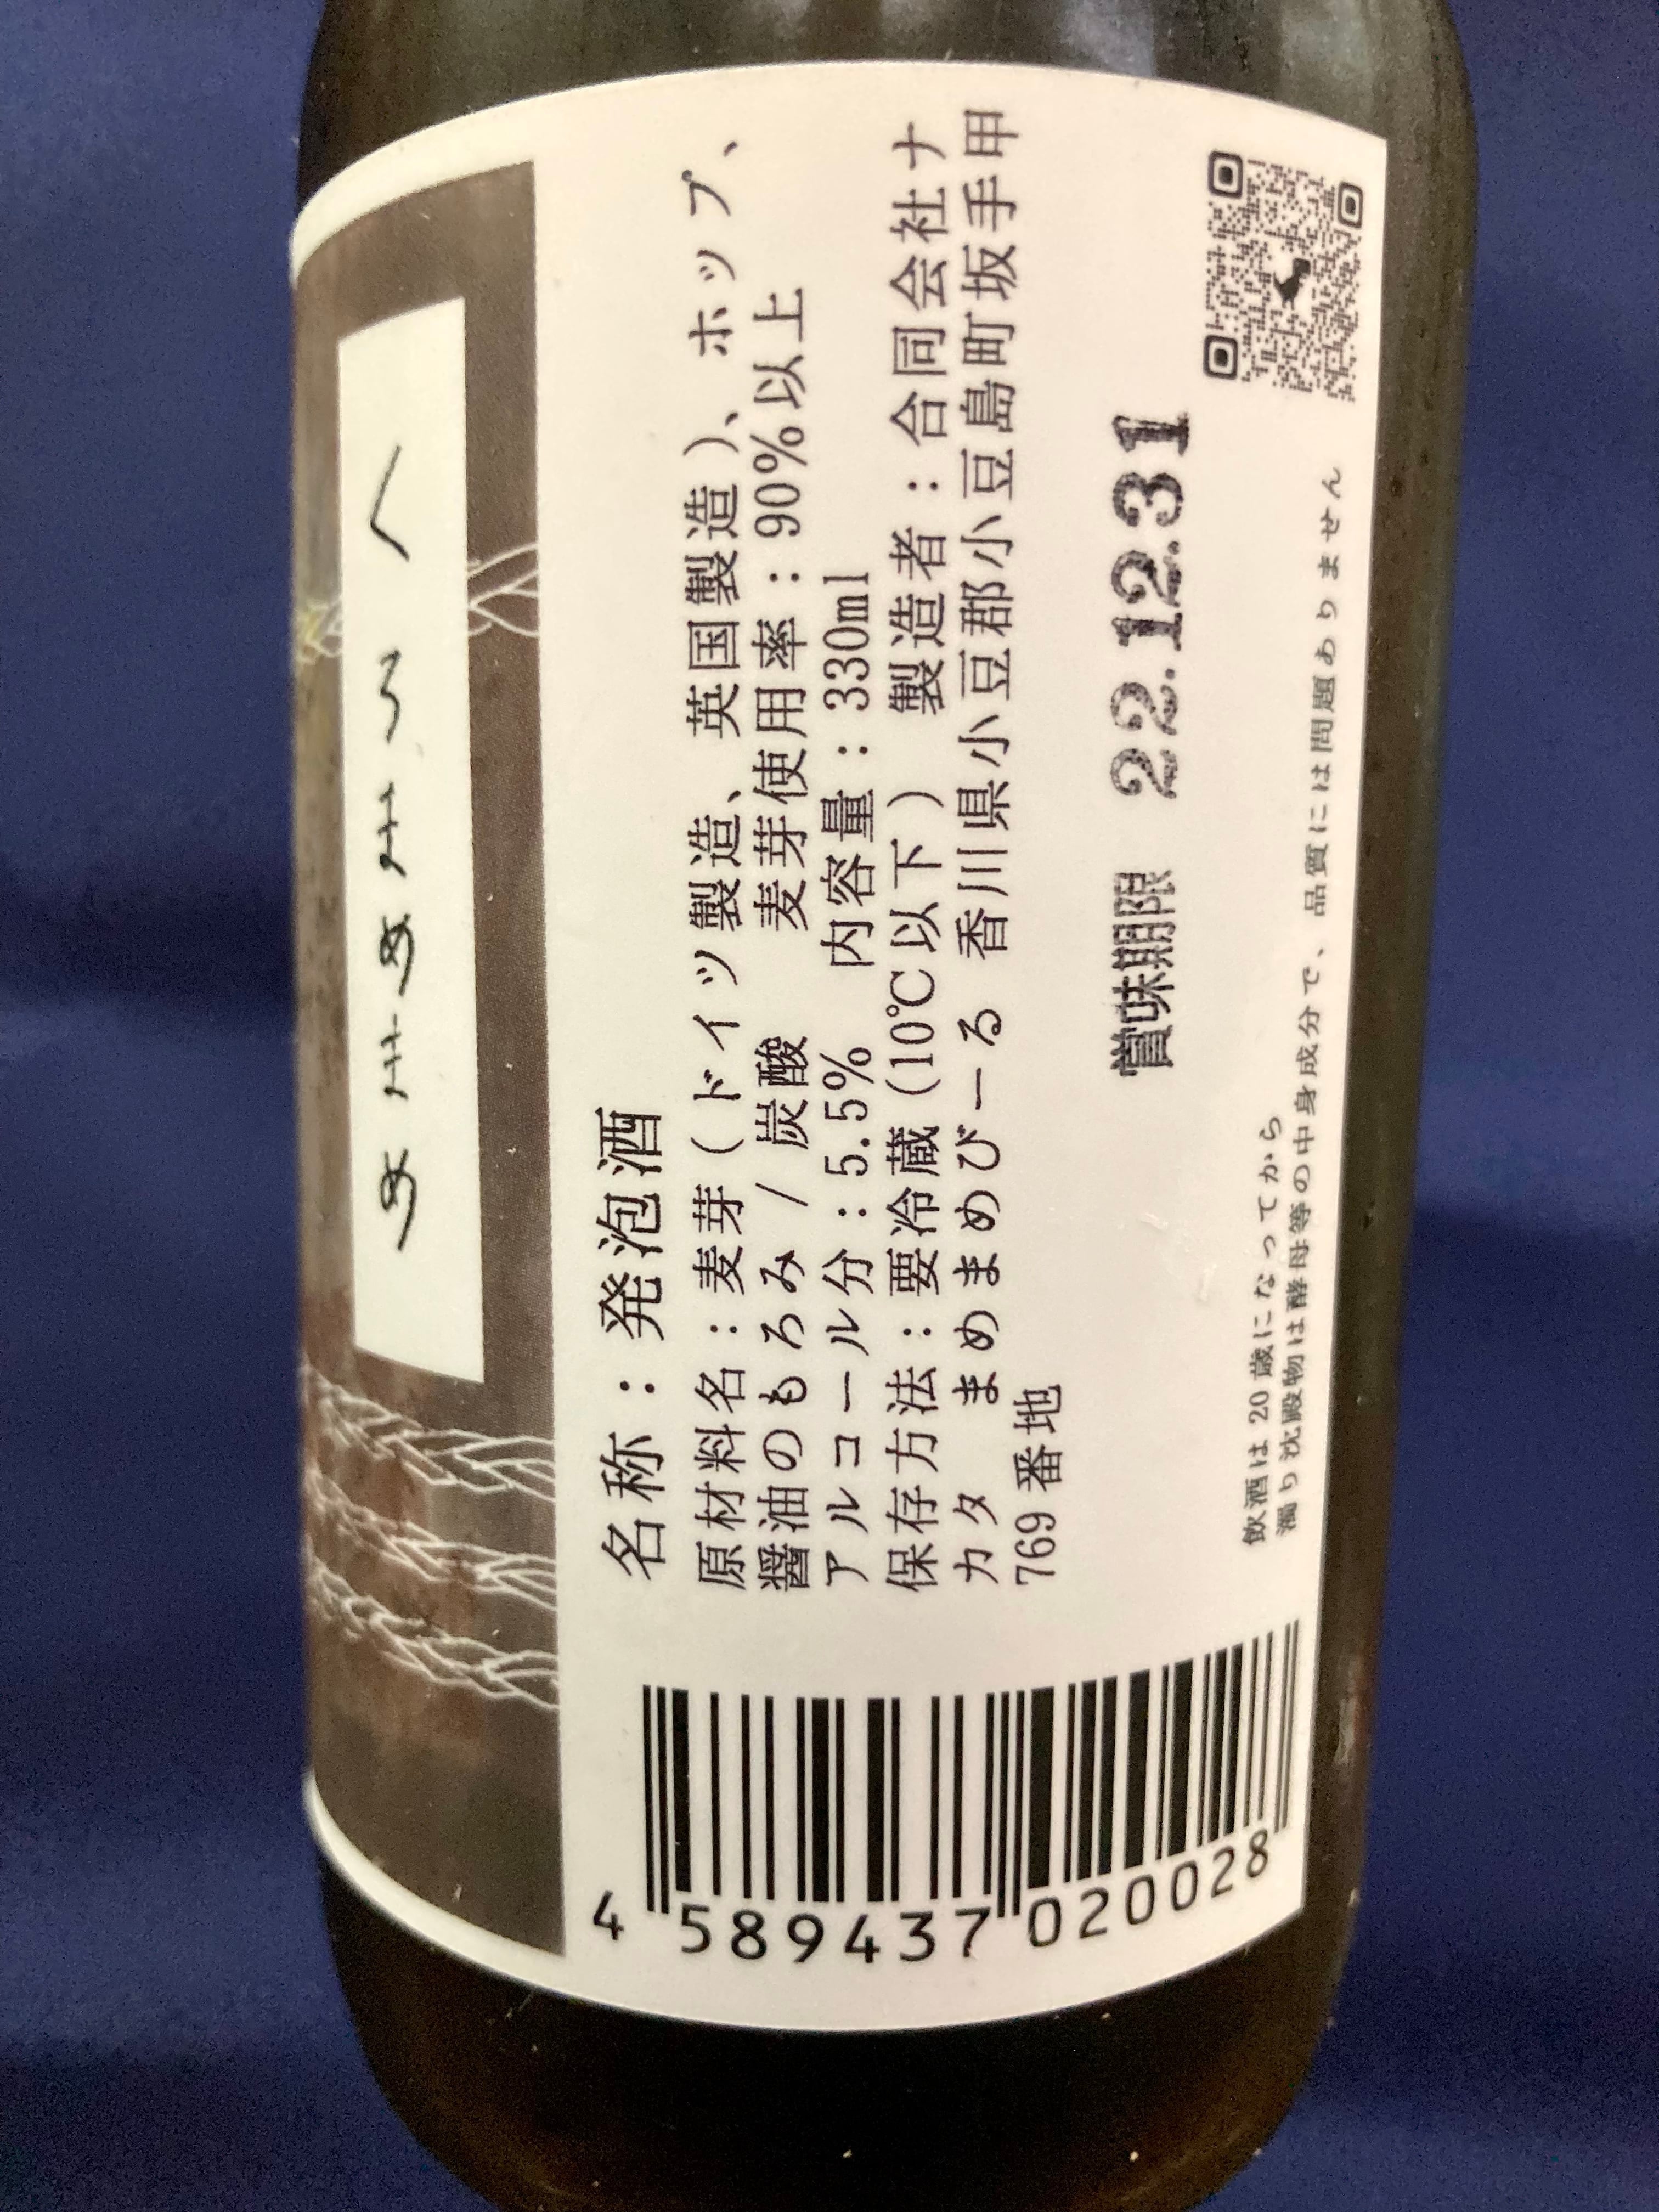 くろまめまめ
名称：発泡酒
原材料名：麦芽（ドイツ製造、英国製造）、ホップ、
醤油のもろみ / 炭酸　麦芽使用率：90%以上
アルコール分：5.5%　内容量：330ml
保存方法：要冷蔵(10℃以下)　製造者：合同会社ナ
カタ　まめまめびーる 香川県小豆郡小豆島町坂手甲
769番地
賞味期限 22.12.31
飲酒は20歳になってから
濁り沈殿物は酵母等の中身成分で、品質には問題ありません
4 589437 020028